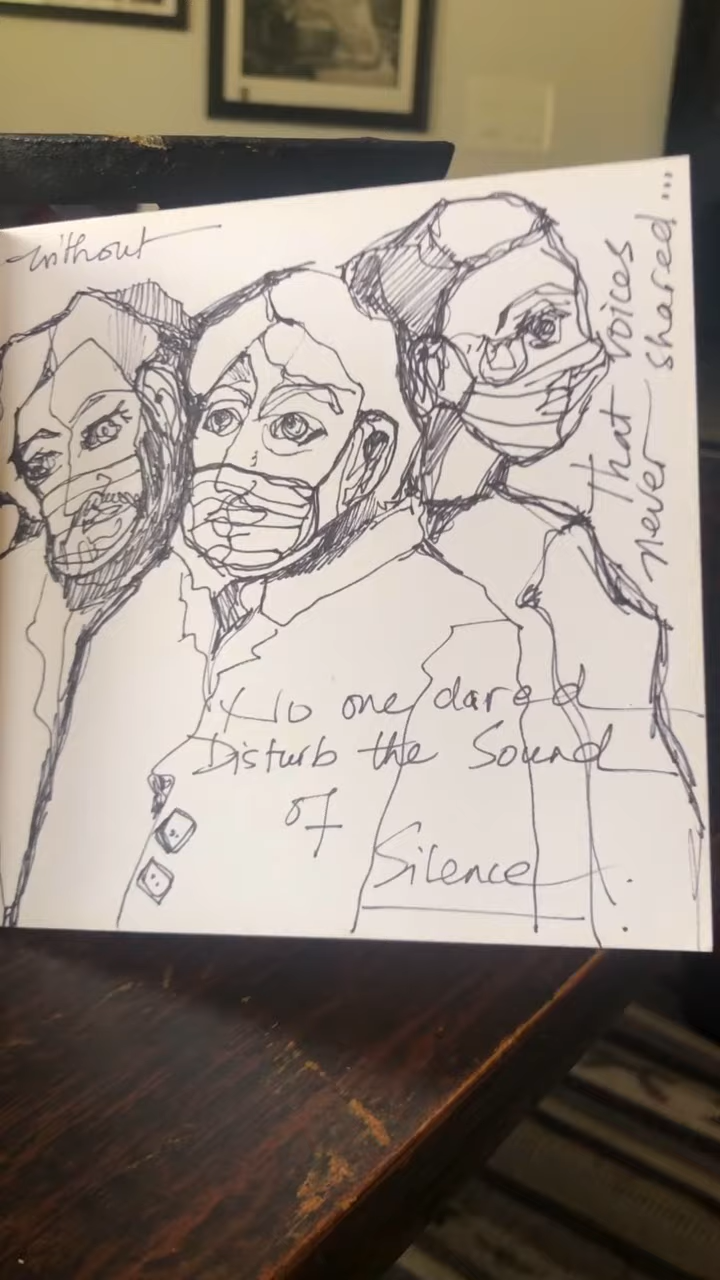 without
that voices
never shared...
No one dared
Disturb the Sound
of
Silence.